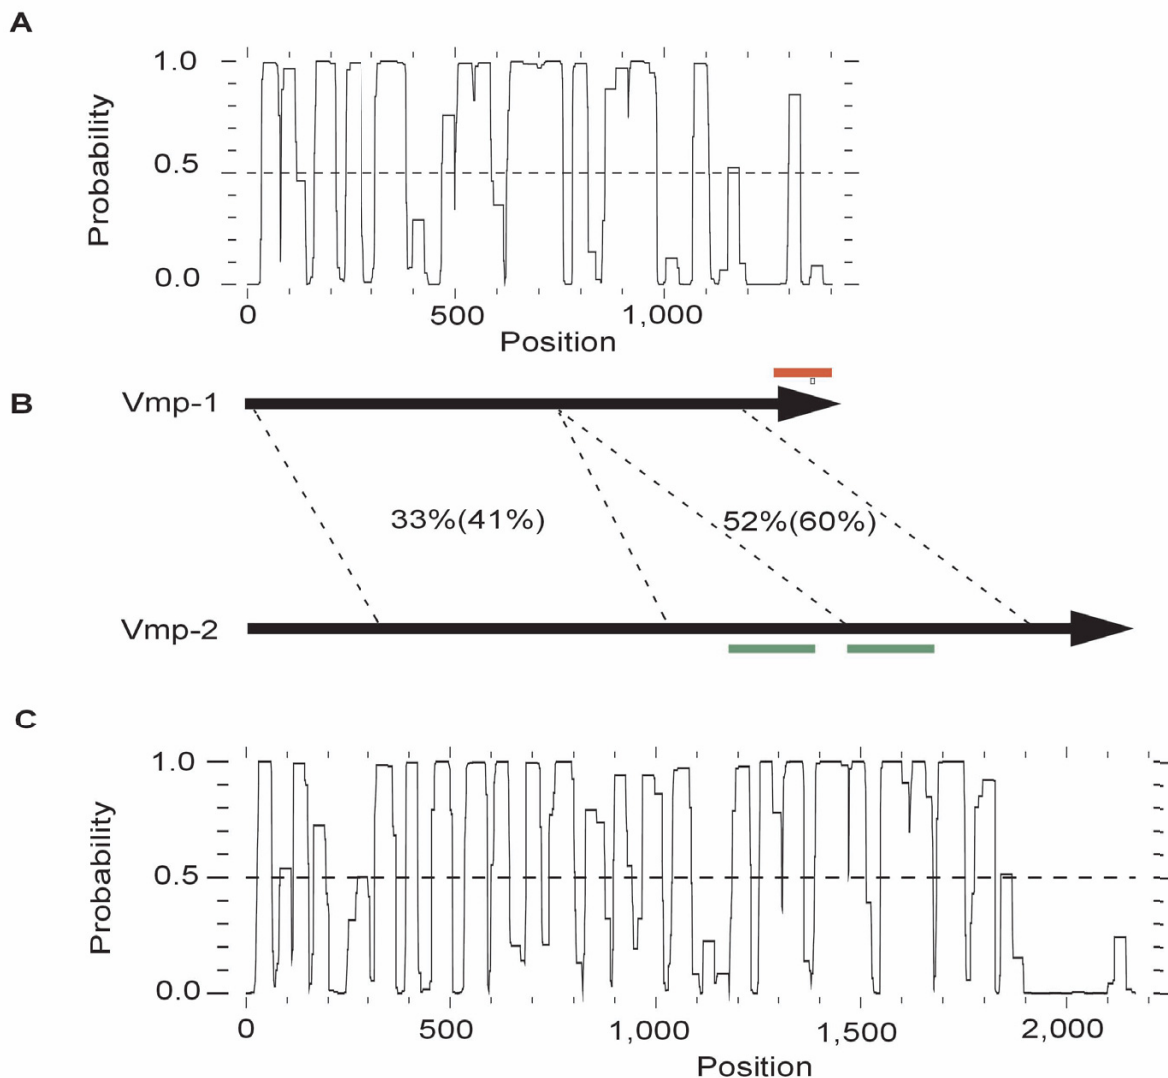 A
1.0
0.5
0.0
Probability
0 500 1,000
Position
B
Vmp-1
33%(41%) 52%(60%)
Vmp-2
C
1.0
0.5
0.0
Probability
0 500 1,000 1,500 2,000
Position